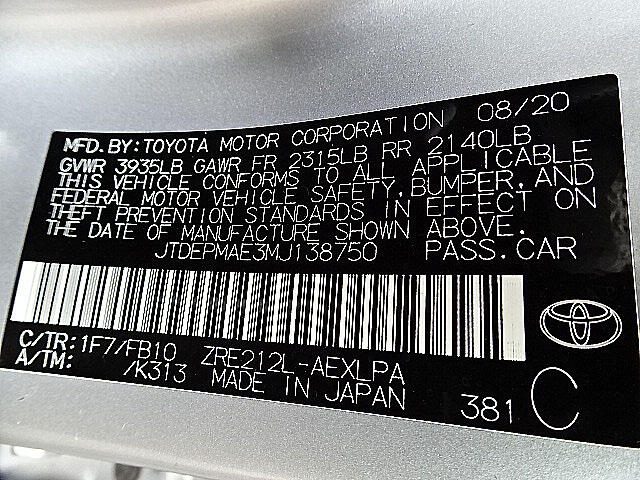 MFD.BY:TOYOTA MOTOR CORPORATION 08/20
GVWR 3935LB GAWR FR 2315LB RR 2140LB
THIS VEHICLE CONFORMS TO ALL APPLICABLE
FEDERAL MOTOR VEHICLE SAFETY,BUMPER,AND
THEFT PREVENTION STANDARDS IN EFFECT ON
THE DATE OF MANUFACTURE SHOWN ABOVE.
JTDEPMAE3MJ138750 PASS.CAR
C/TR:1F7/FB10 ZRE212L-AEXLPA
A/TM: /K313 MADE IN JAPAN 381 C